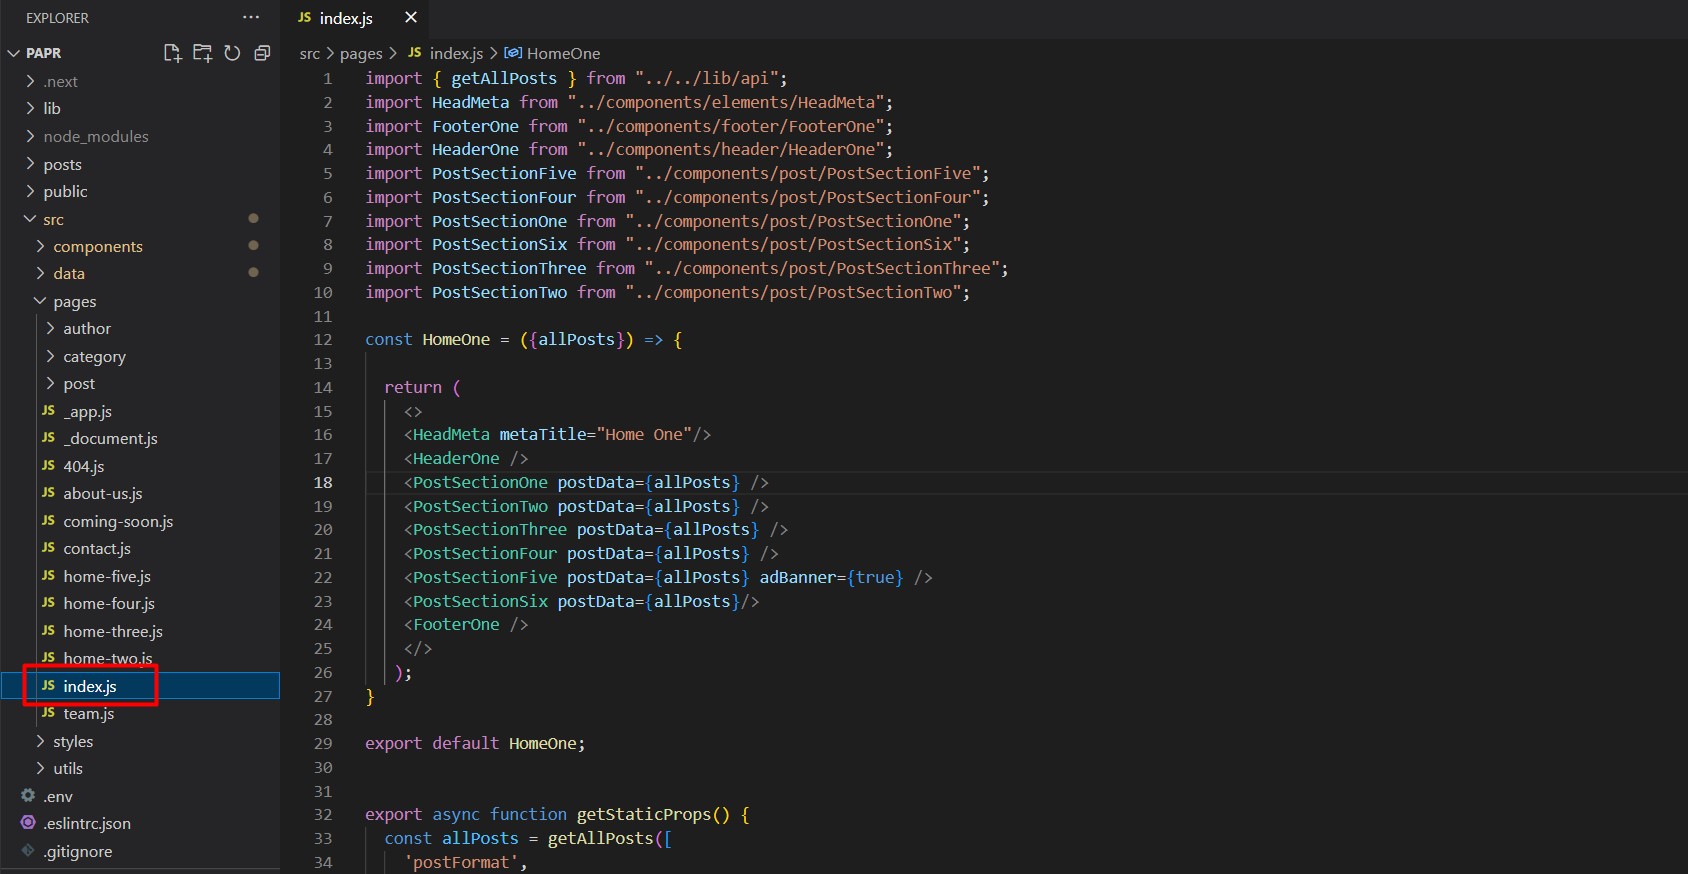 EXPLORER ···
PAPR
.next
lib
node_modules
posts
public
src
components
data
pages
author
category
post
JS _app.js
JS _document.js
JS 404.js
JS about-us.js
JS coming-soon.js
JS contact.js
JS home-five.js
JS home-four.js
JS home-three.js
JS home-two.js
JS index.js
JS team.js
styles
utils
.env
.eslintrc.json
.gitignore
JS index.js ×
src > pages > JS index.js > HomeOne
1 import { getAllPosts } from "../../lib/api";
2 import HeadMeta from "../components/elements/HeadMeta";
3 import FooterOne from "../components/footer/FooterOne";
4 import HeaderOne from "../components/header/HeaderOne";
5 import PostSectionFive from "../components/post/PostSectionFive";
6 import PostSectionFour from "../components/post/PostSectionFour";
7 import PostSectionOne from "../components/post/PostSectionOne";
8 import PostSectionSix from "../components/post/PostSectionSix";
9 import PostSectionThree from "../components/post/PostSectionThree";
10 import PostSectionTwo from "../components/post/PostSectionTwo";
11
12 const HomeOne = ({allPosts}) => {
13
14 return (
15 <>
16 <HeadMeta metaTitle="Home One"/>
17 <HeaderOne />
18 <PostSectionOne postData={allPosts} />
19 <PostSectionTwo postData={allPosts} />
20 <PostSectionThree postData={allPosts} />
21 <PostSectionFour postData={allPosts} />
22 <PostSectionFive postData={allPosts} adBanner={true} />
23 <PostSectionSix postData={allPosts}/>
24 <FooterOne />
25 </>
26 );
27 }
28
29 export default HomeOne;
30
31
32 export async function getStaticProps() {
33 const allPosts = getAllPosts([
34 'postFormat',